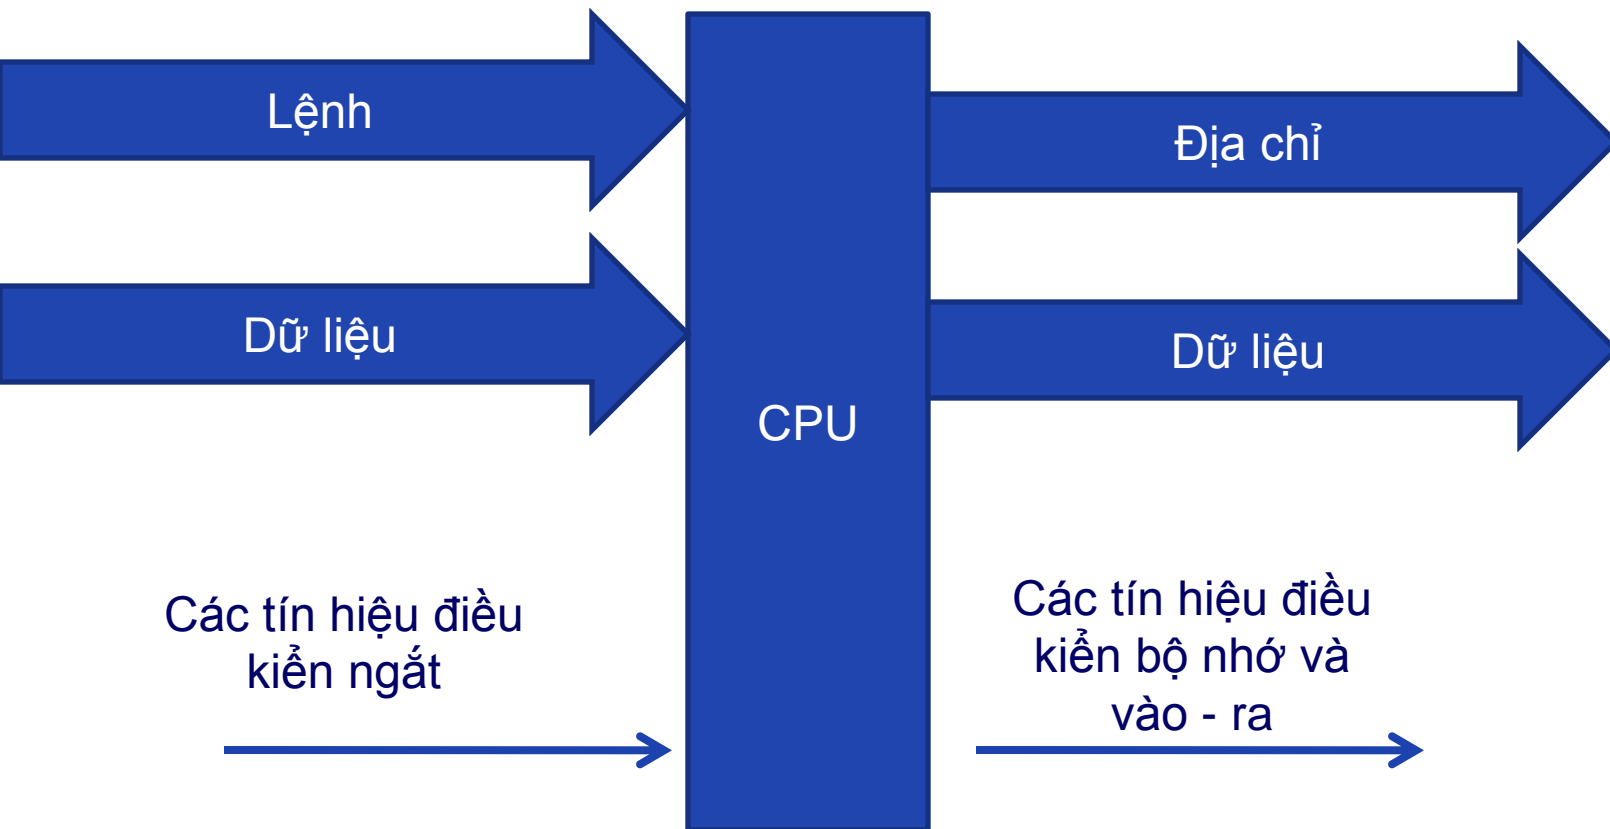 Lệnh
Dữ liệu
Các tín hiệu điều
kiển ngắt
CPU
Địa chỉ
Dữ liệu
Các tín hiệu điều
kiển bộ nhớ và
vào - ra